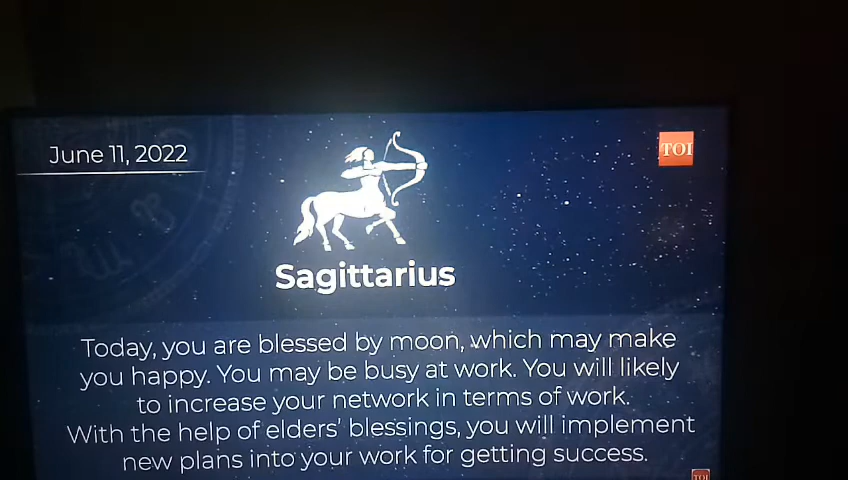 June 11, 2022
TOI
Sagittarius
Today, you are blessed by moon, which may make
you happy. You may be busy at work. You will likely
to increase your network in terms of work.
With the help of elders' blessings, you will implement
new plans into your work for getting success.
TOI